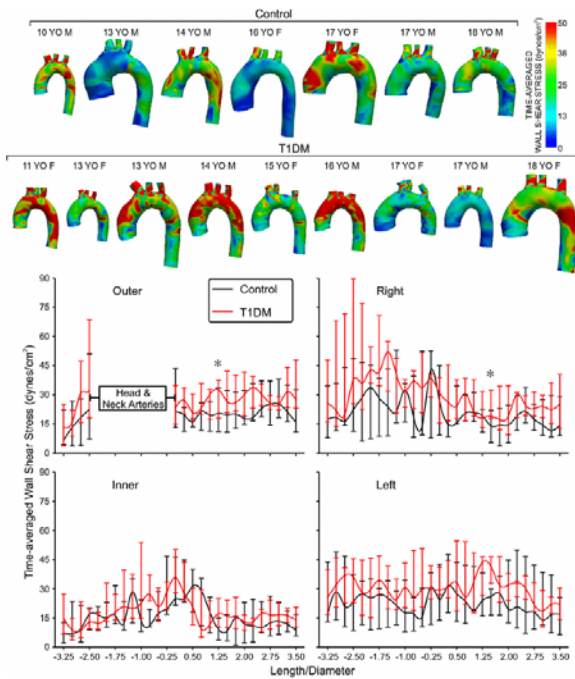 Control
10 YO M 13 YO M 14 YO M 16 YO F 17 YO F 17 YO M 18 YO M
50
38
25
13
0
TIME-AVERAGED
WALL SHEAR STRESS (dynes/cm²)
T1DM
11 YO F 13 YO F 13 YO M 14 YO M 15 YO F 16 YO M 17 YO F 17 YO M 18 YO F
Time-averaged Wall Shear Stress (dynes/cm²)
90
75
60
45
30
15
0
Outer
Control
T1DM
*
Head &
Neck Arteries
Right
*
90
75
60
45
30
15
0
Inner
Left
-3.25 -2.50 -1.75 -1.00 -0.25 0.50 1.25 2.00 2.75 3.50
-3.25 -2.50 -1.75 -1.00 -0.25 0.50 1.25 2.00 2.75 3.50
Length/Diameter